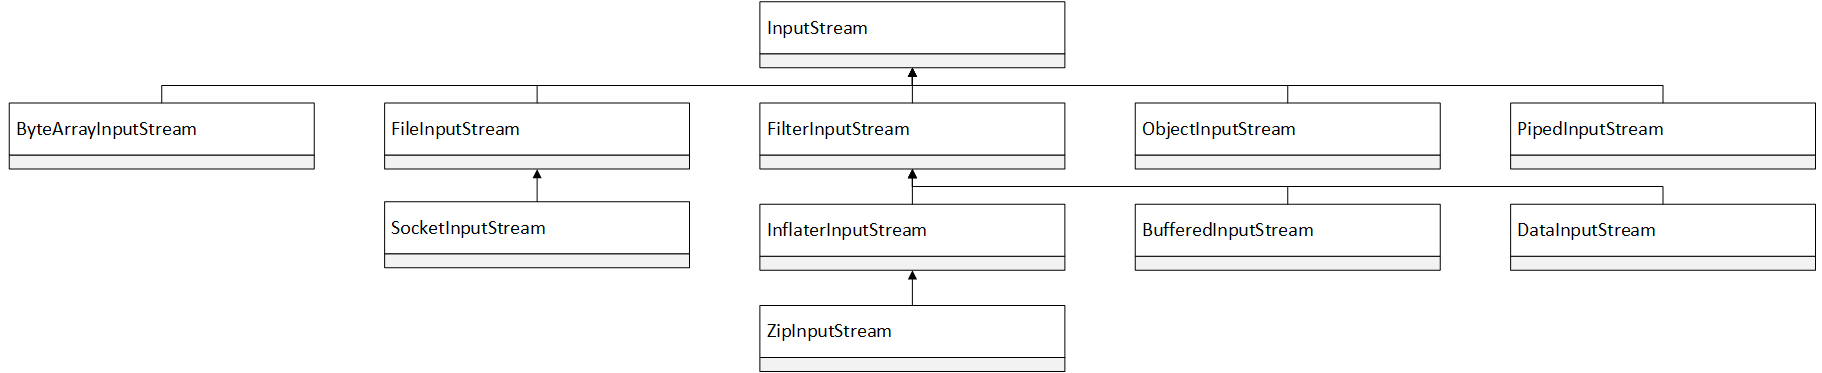 InputStream
ByteArrayInputStream
FileInputStream
FilterInputStream
ObjectInputStream
PipedInputStream
SocketInputStream
InflaterInputStream
BufferedInputStream
DataInputStream
ZipInputStream